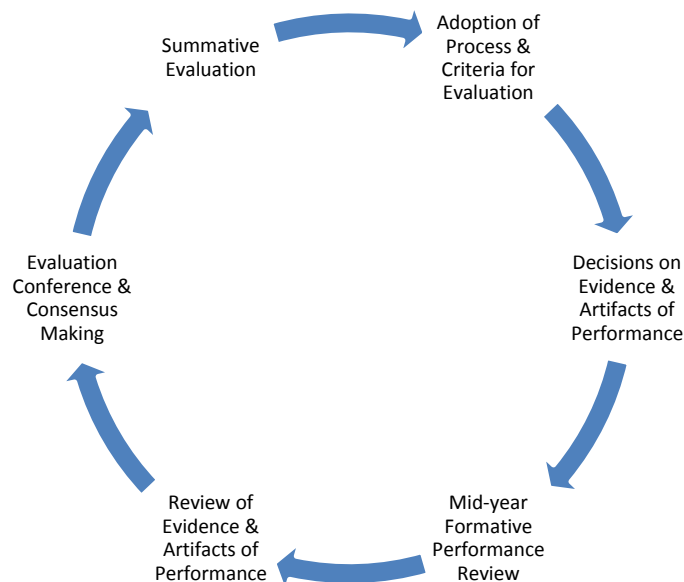 Summative
Evaluation
Adoption of
Process &
Criteria for
Evaluation
Decisions on
Evidence &
Artifacts of
Performance
Mid-year
Formative
Performance
Review
Review of
Evidence &
Artifacts of
Performance
Evaluation
Conference &
Consensus
Making